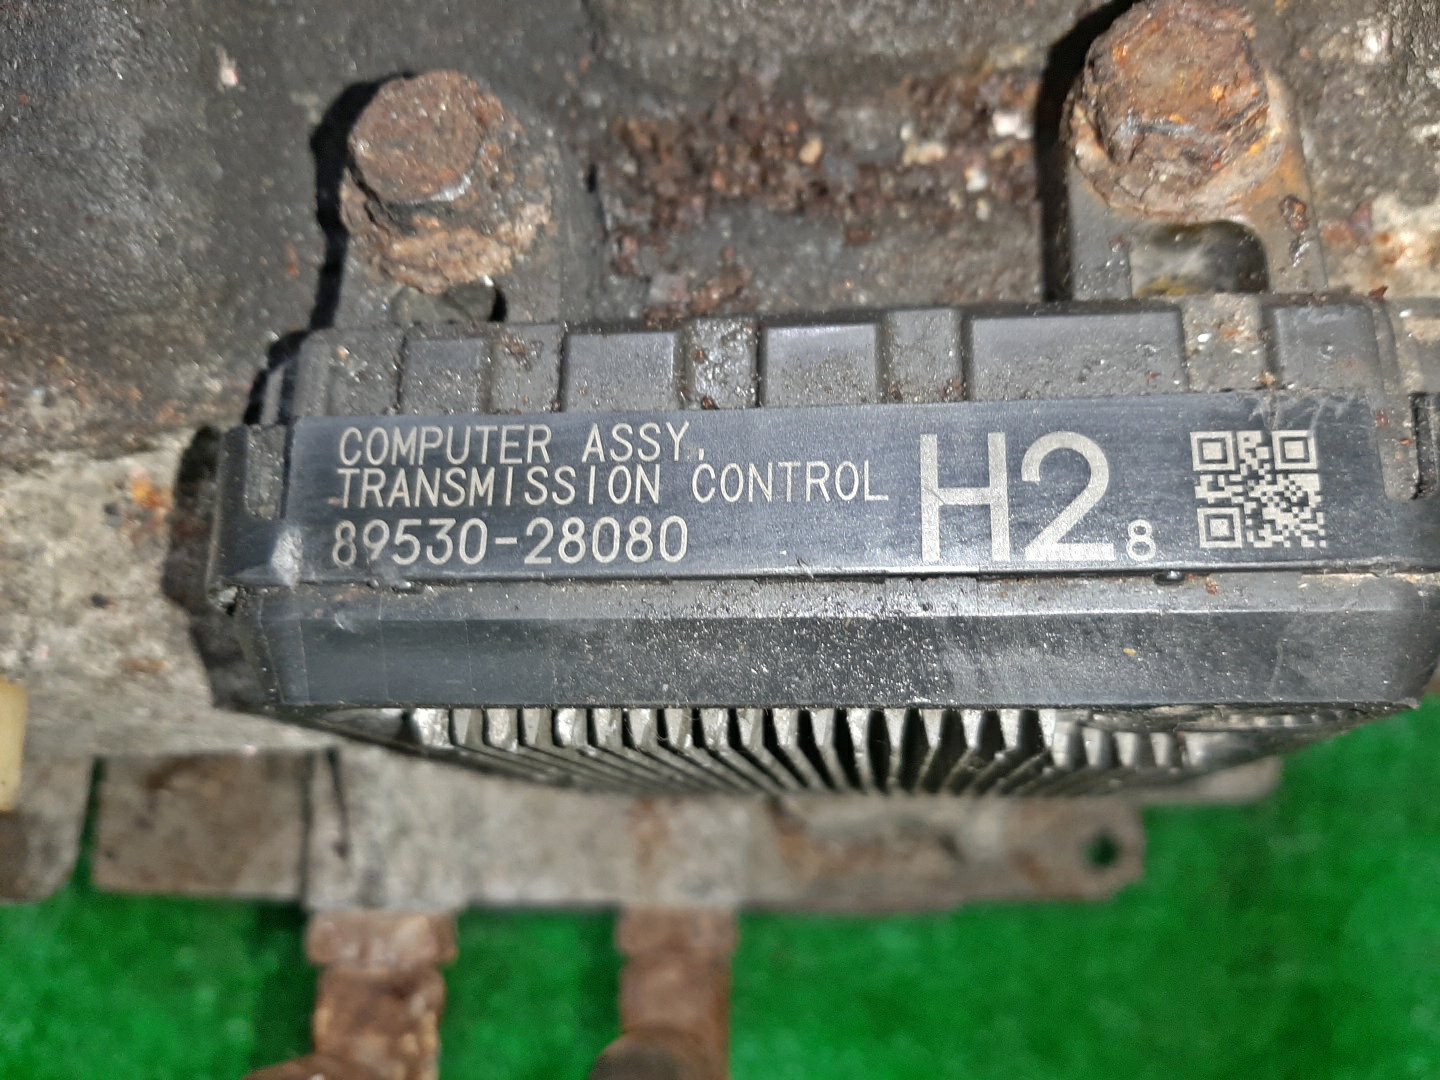 COMPUTER ASSY,
TRANSMISSION CONTROL
89530-28080
H2 8